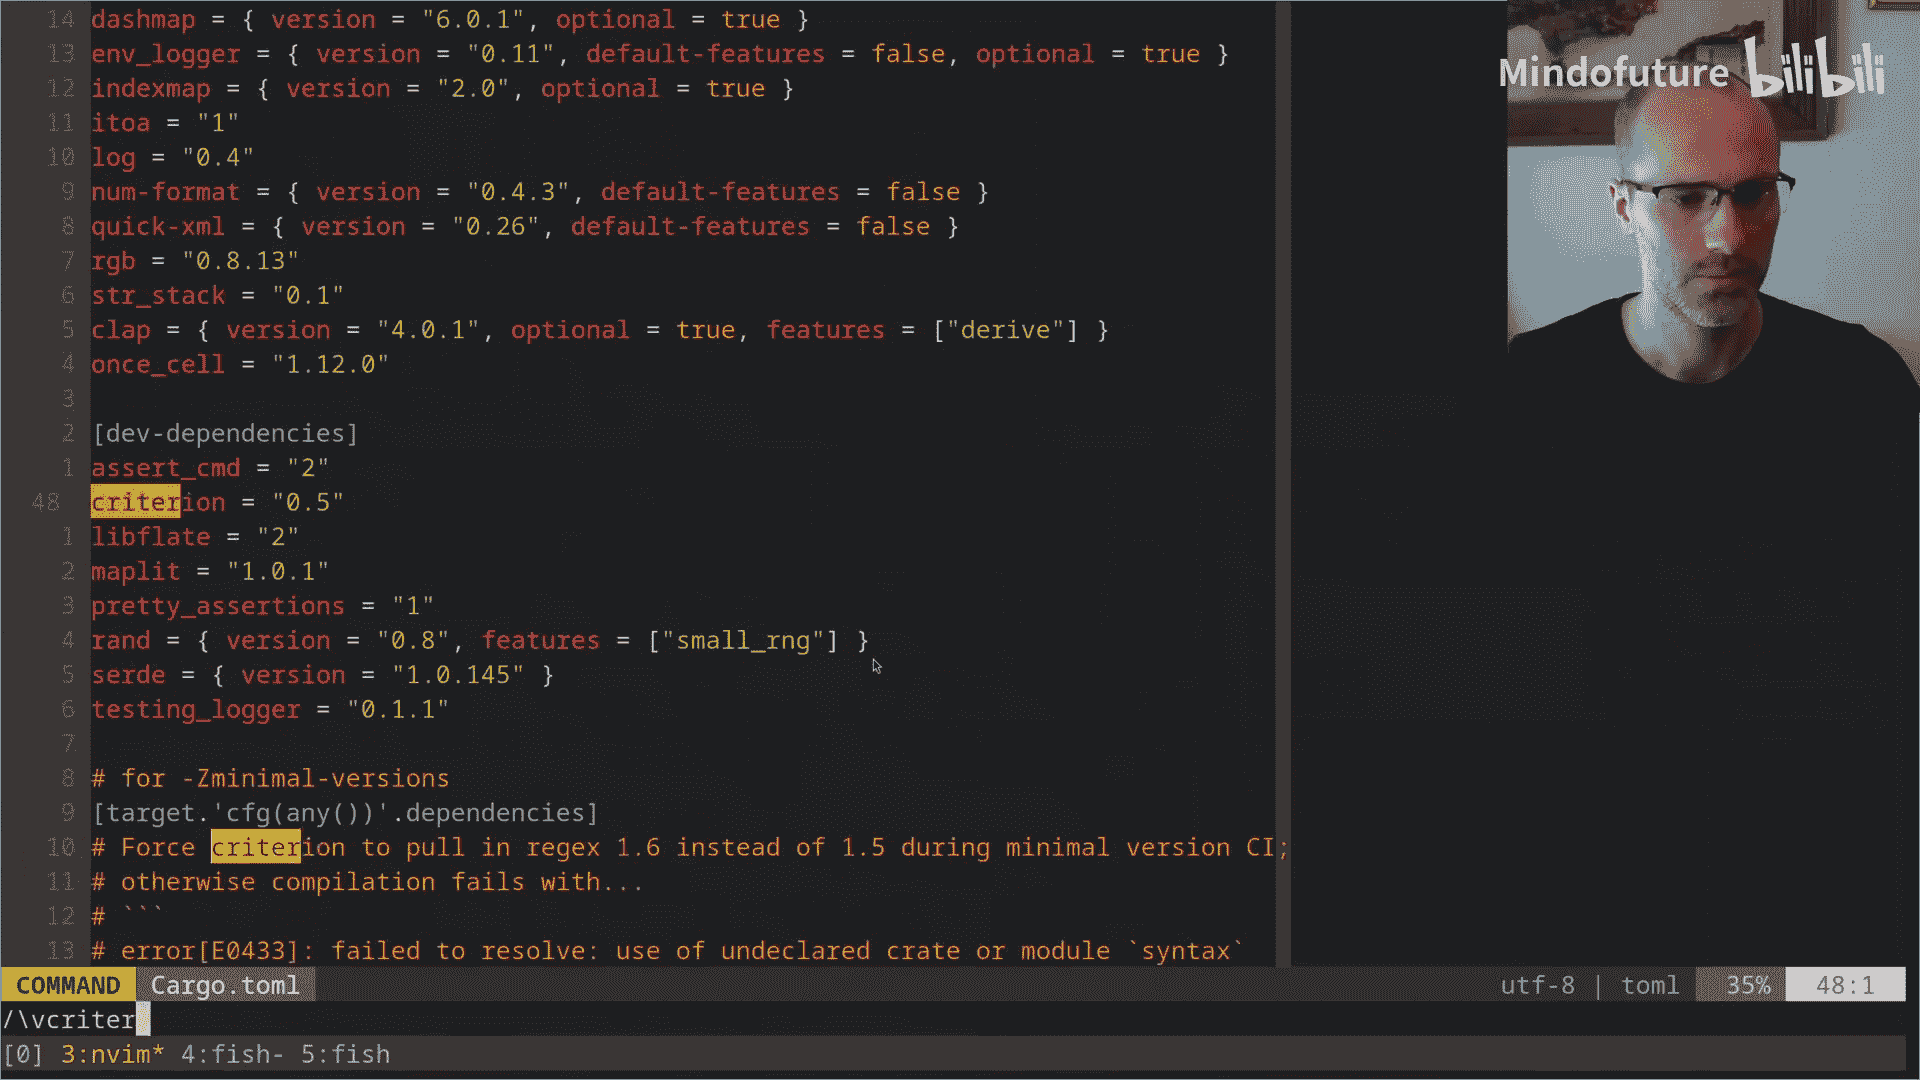 14 dashmap = { version = "6.0.1", optional = true }
13 env_logger = { version = "0.11", default-features = false, optional = true }
12 indexmap = { version = "2.0", optional = true }
11 itoa = "1"
10 log = "0.4"
9 num-format = { version = "0.4.3", default-features = false }
8 quick-xml = { version = "0.26", default-features = false }
7 rgb = "0.8.13"
6 str_stack = "0.1"
5 clap = { version = "4.0.1", optional = true, features = ["derive"] }
4 once_cell = "1.12.0"
3
2 [dev-dependencies]
1 assert_cmd = "2"
48 criterion = "0.5"
1 libflate = "2"
2 maplit = "1.0.1"
3 pretty_assertions = "1"
4 rand = { version = "0.8", features = ["small_rng"] }
5 serde = { version = "1.0.145" }
6 testing_logger = "0.1.1"
7
8 # for -Zminimal-versions
9 [target.'cfg(any())'.dependencies]
10 # Force criterion to pull in regex 1.6 instead of 1.5 during minimal version CI;
11 # otherwise compilation fails with...
12 # ```
13 # error[E0433]: failed to resolve: use of undeclared crate or module `syntax`
COMMAND Cargo.toml utf-8 | toml 35% 48:1
/\vcriter
[0] 3:nvim* 4:fish- 5:fish
Mindofuture bilibili